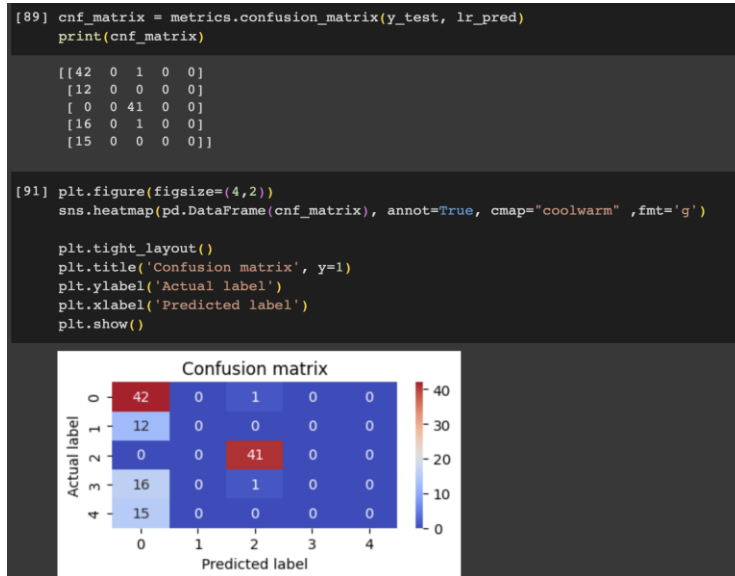 [89] cnf_matrix = metrics.confusion_matrix(y_test, lr_pred)
print(cnf_matrix)
[[42 0 1 0 0]
[12 0 0 0 0]
[ 0 0 41 0 0]
[16 0 1 0 0]
[15 0 0 0 0]]
[91] plt.figure(figsize=(4,2))
sns.heatmap(pd.DataFrame(cnf_matrix), annot=True, cmap="coolwarm" ,fmt='g')
plt.tight_layout()
plt.title('Confusion matrix', y=1)
plt.ylabel('Actual label')
plt.xlabel('Predicted label')
plt.show()
Confusion matrix
Actual label
0 42 0 1 0 0
1 12 0 0 0 0
2 0 0 41 0 0
3 16 0 1 0 0
4 15 0 0 0 0
0 1 2 3 4
Predicted label
40
30
20
10
0